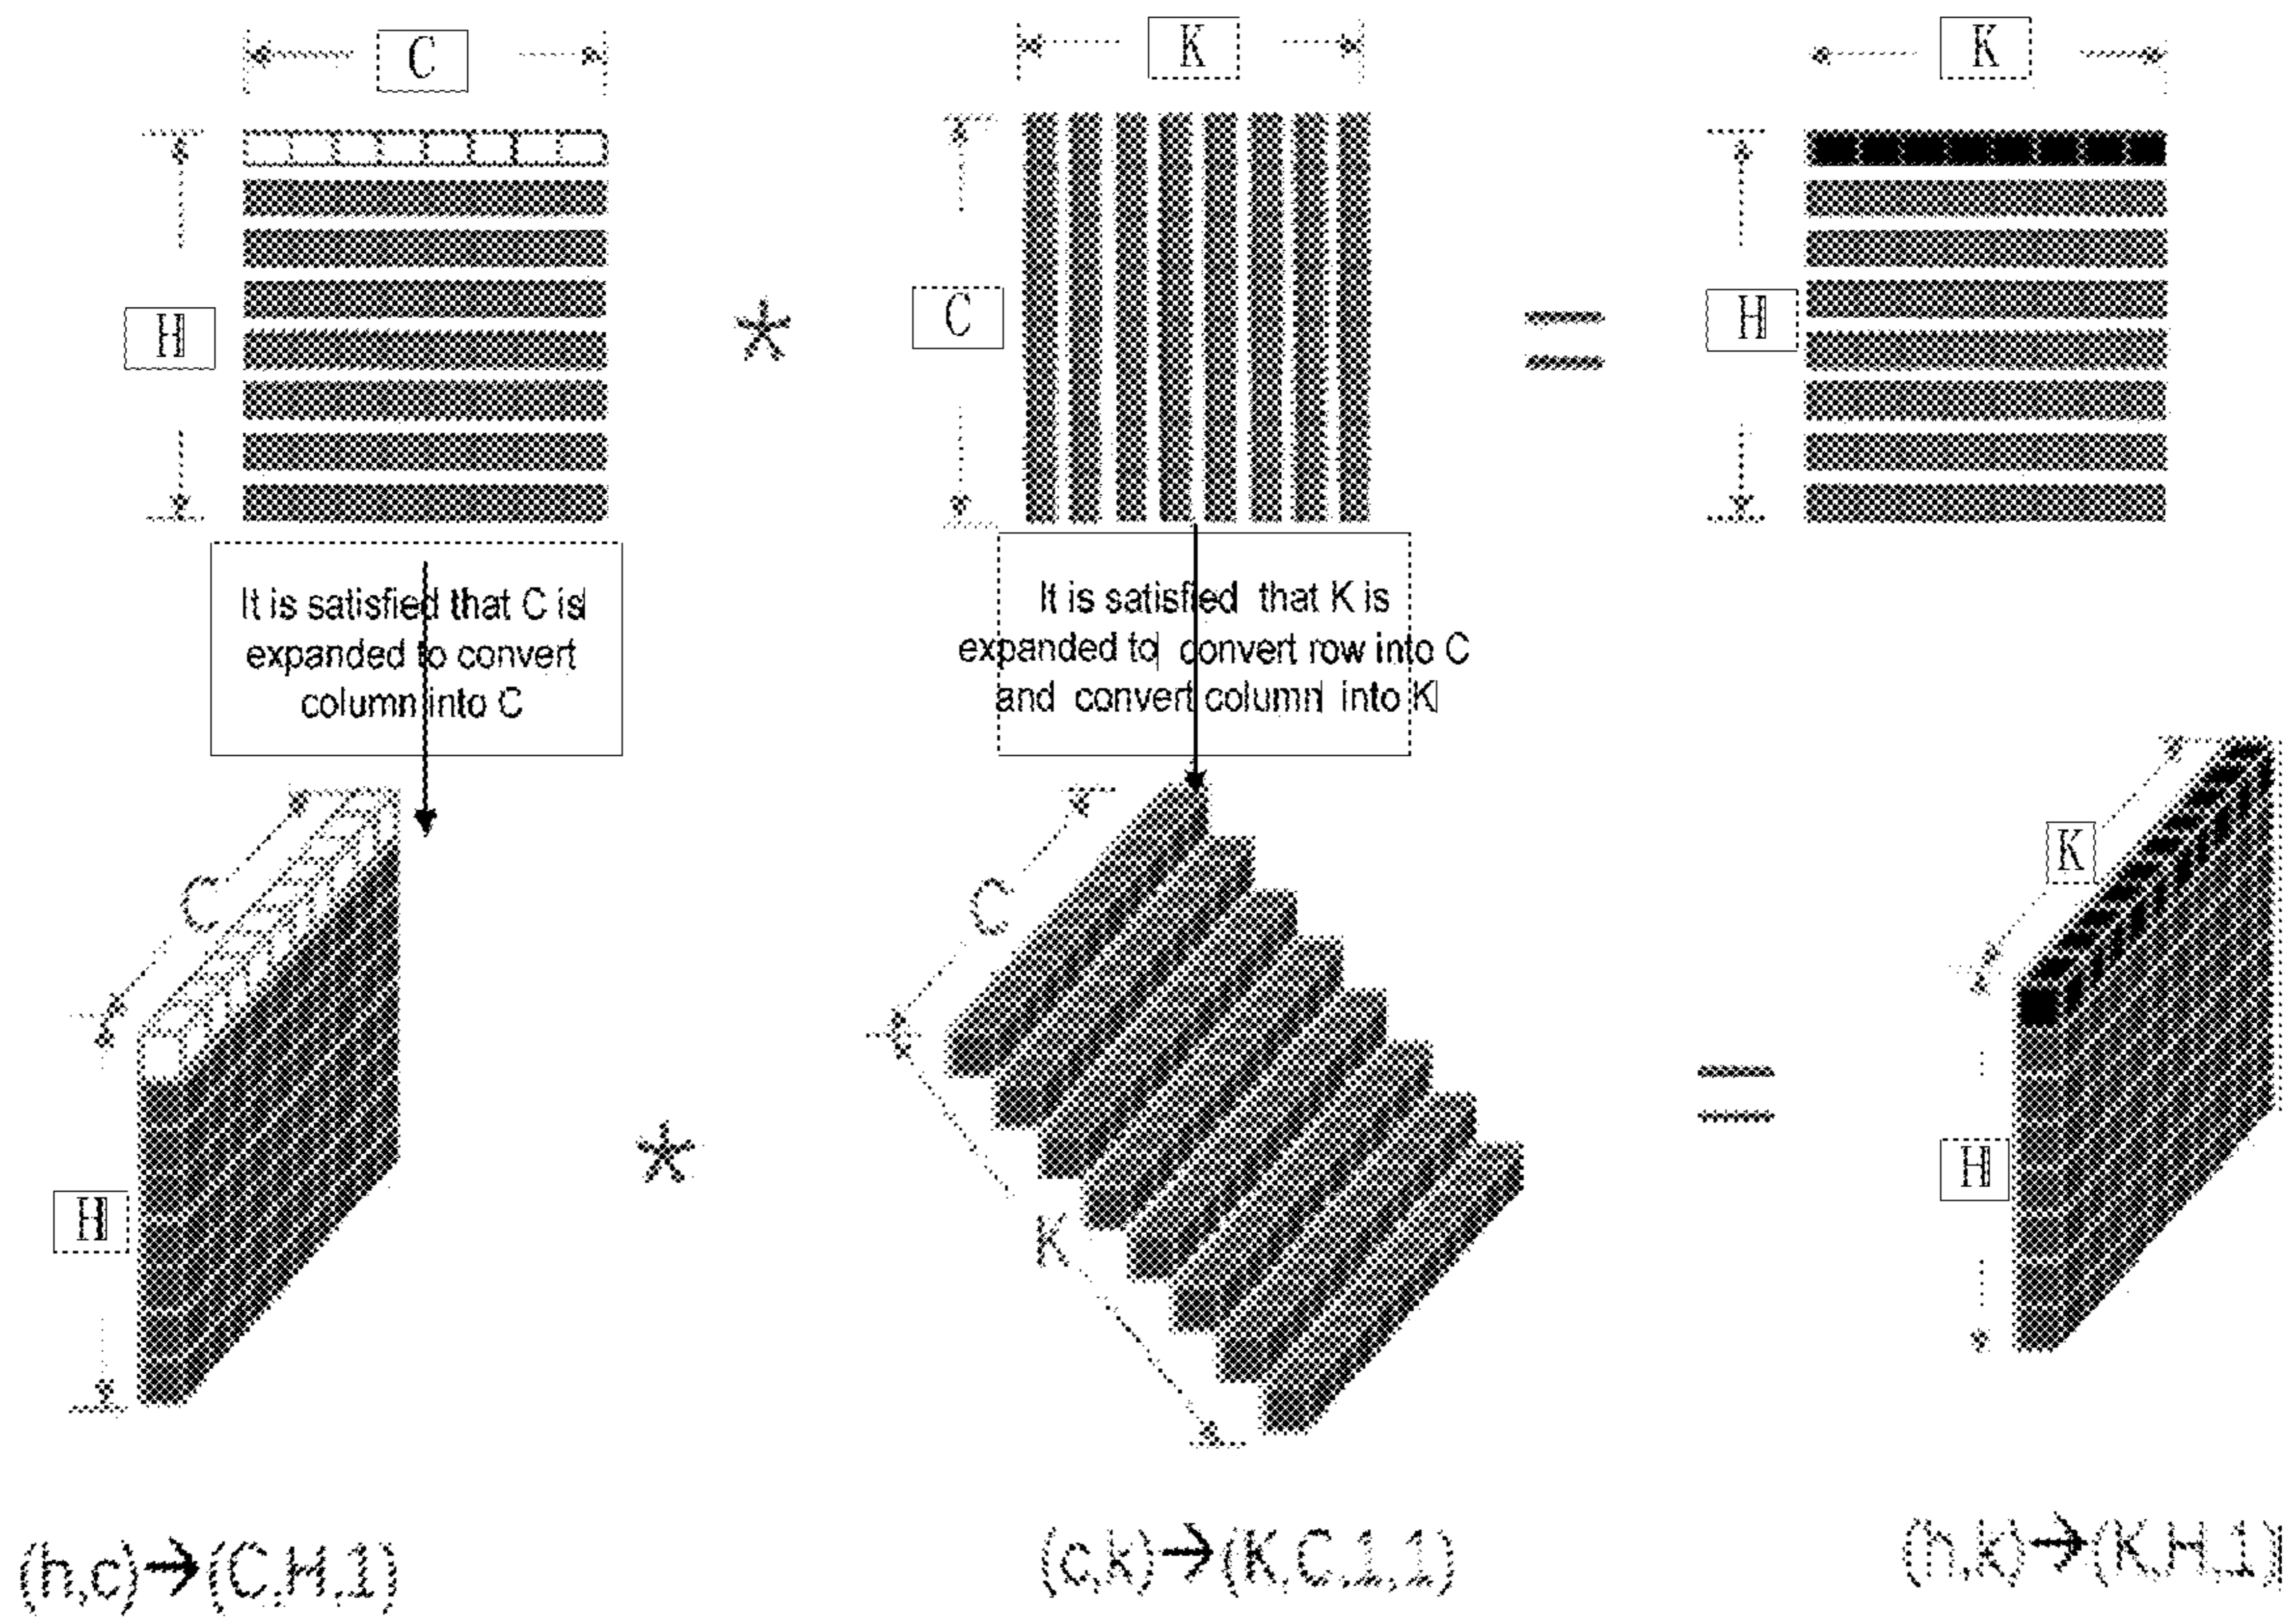 C
K
K
H
*
C
=
H
It is satisfied that C is
expanded to convert
column into C
It is satisfied that K is
expanded to convert row into C
and convert column into K
C
H
*
C
K
=
K
H
(h,c)→(C,H,1)
(c,k)→(K,C,1,1)
(h,k)→(K,H,1)